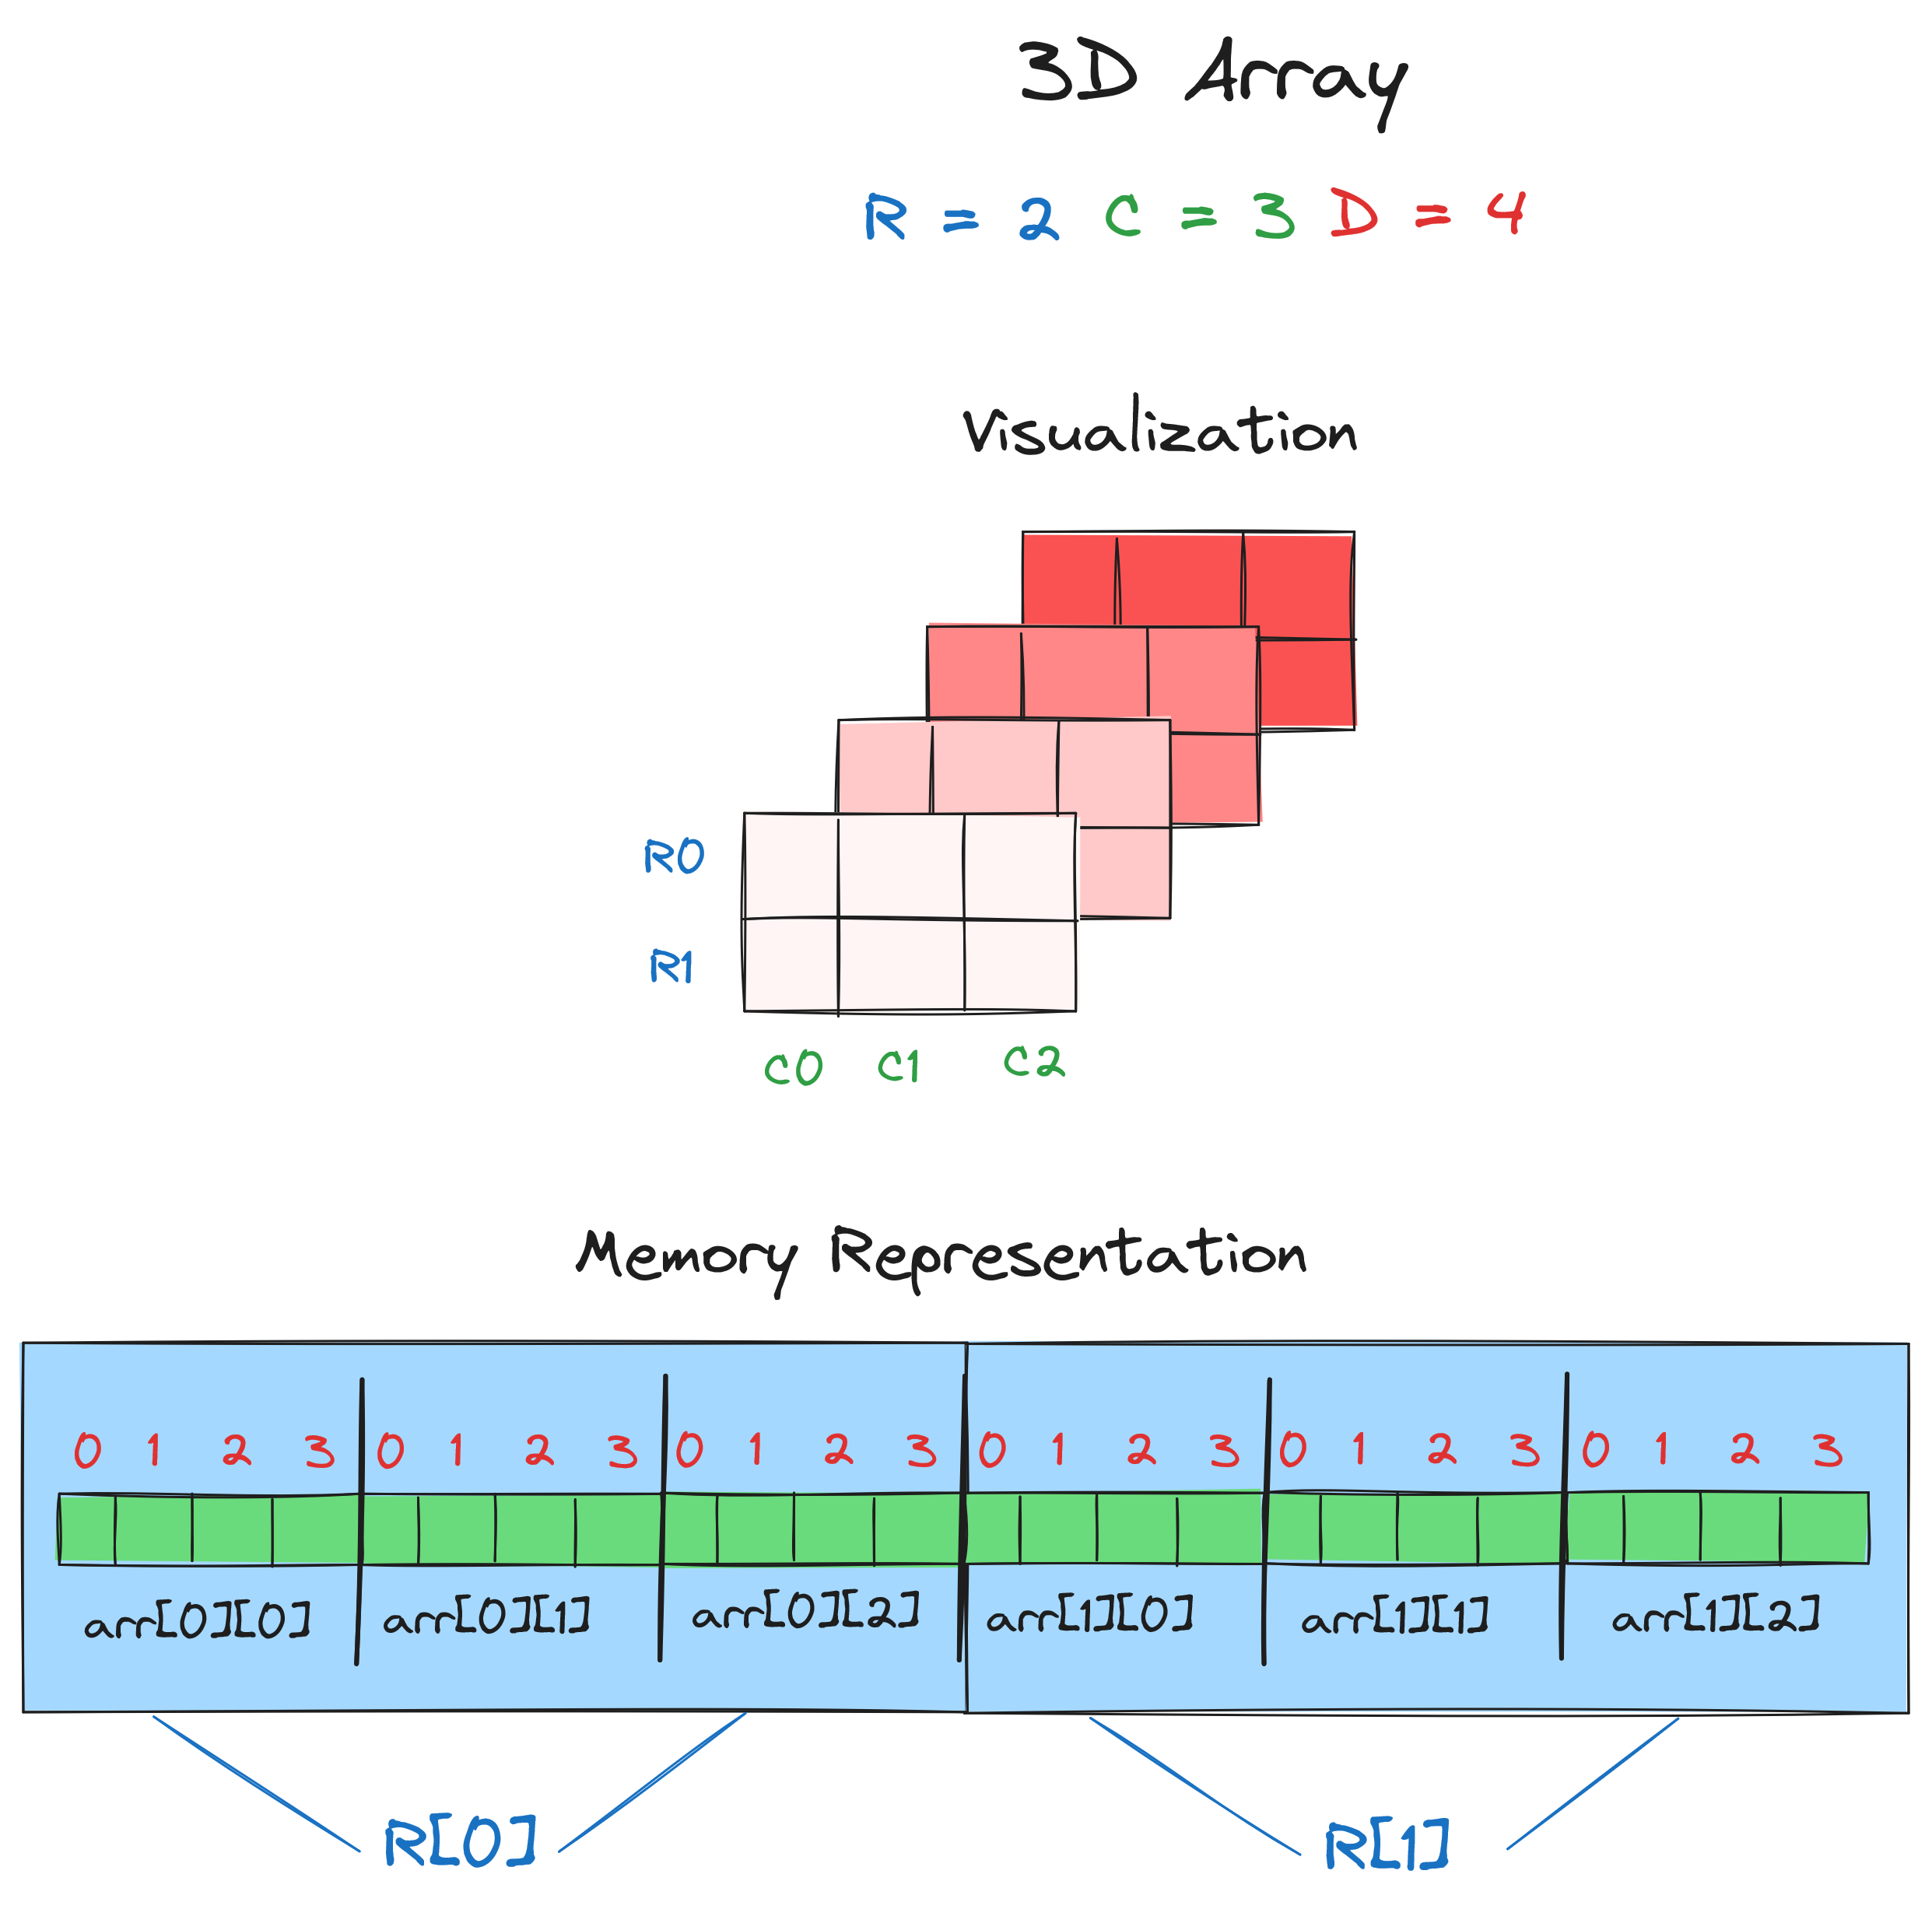 3D Array
R = 2 C = 3 D = 4
Visualization
R0
R1
C0 C1 C2
Memory Representation
0 1 2 3 0 1 2 3 0 1 2 3 0 1 2 3 0 1 2 3 0 1 2 3
arr[0][0] arr[0][1] arr[0][2] arr[1][0] arr[1][1] arr[1][2]
R[0] R[1]